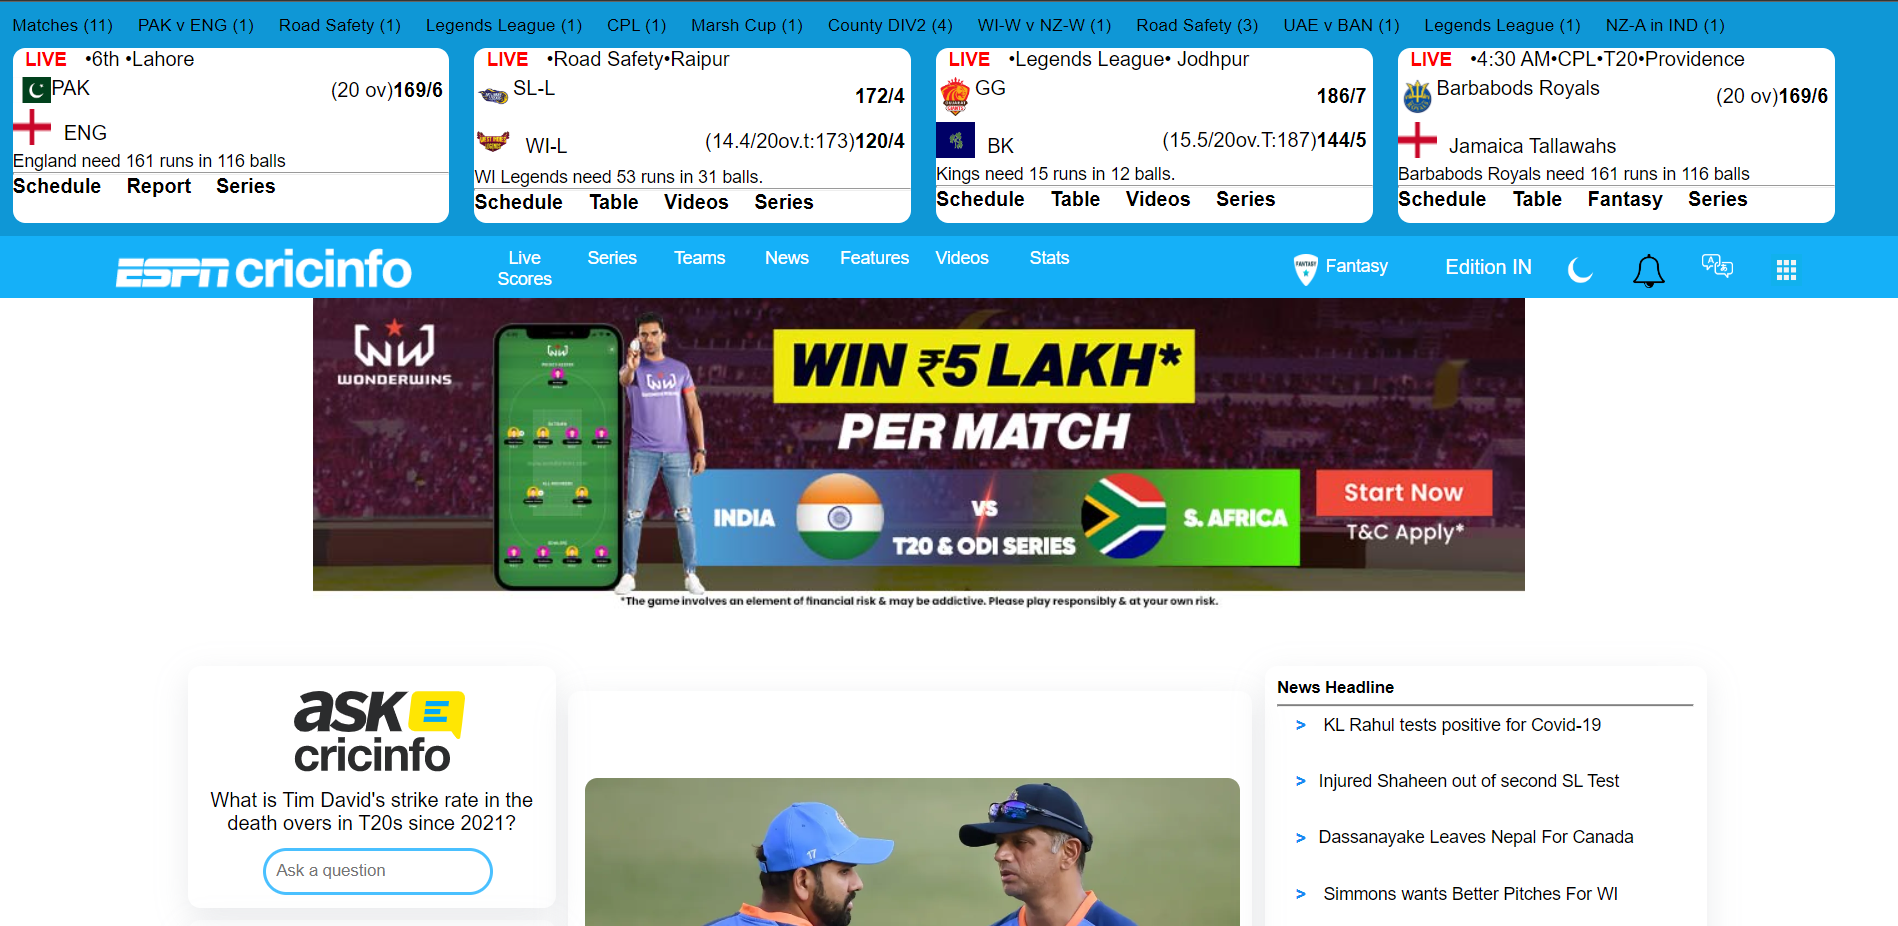 Matches (11) PAK v ENG (1) Road Safety (1) Legends League (1) CPL (1) Marsh Cup (1) County DIV2 (4) WI-W v NZ-W (1) Road Safety (3) UAE v BAN (1) Legends League (1) NZ-A in IND (1)
LIVE •6th •Lahore
PAK (20 ov)169/6
ENG
England need 161 runs in 116 balls
Schedule Report Series
LIVE •Road Safety•Raipur
SL-L 172/4
WI-L (14.4/20ov.t:173)120/4
WI Legends need 53 runs in 31 balls.
Schedule Table Videos Series
LIVE •Legends League• Jodhpur
GG 186/7
BK (15.5/20ov.T:187)144/5
Kings need 15 runs in 12 balls.
Schedule Table Videos Series
LIVE •4:30 AM•CPL•T20•Providence
Barbabods Royals (20 ov)169/6
Jamaica Tallawahs
Barbabods Royals need 161 runs in 116 balls
Schedule Table Fantasy Series
ESPN cricinfo
Live Scores Series Teams News Features Videos Stats
FANTASY Fantasy Edition IN
WONDERWINS
WIN ₹5 LAKH*
PER MATCH
INDIA VS S. AFRICA
T20 & ODI SERIES
Start Now
T&C Apply*
*The game involves an element of financial risk & may be addictive. Please play responsibly & at your own risk.
ask
cricinfo
What is Tim David's strike rate in the
death overs in T20s since 2021?
Ask a question
17
News Headline
> KL Rahul tests positive for Covid-19
> Injured Shaheen out of second SL Test
> Dassanayake Leaves Nepal For Canada
> Simmons wants Better Pitches For WI